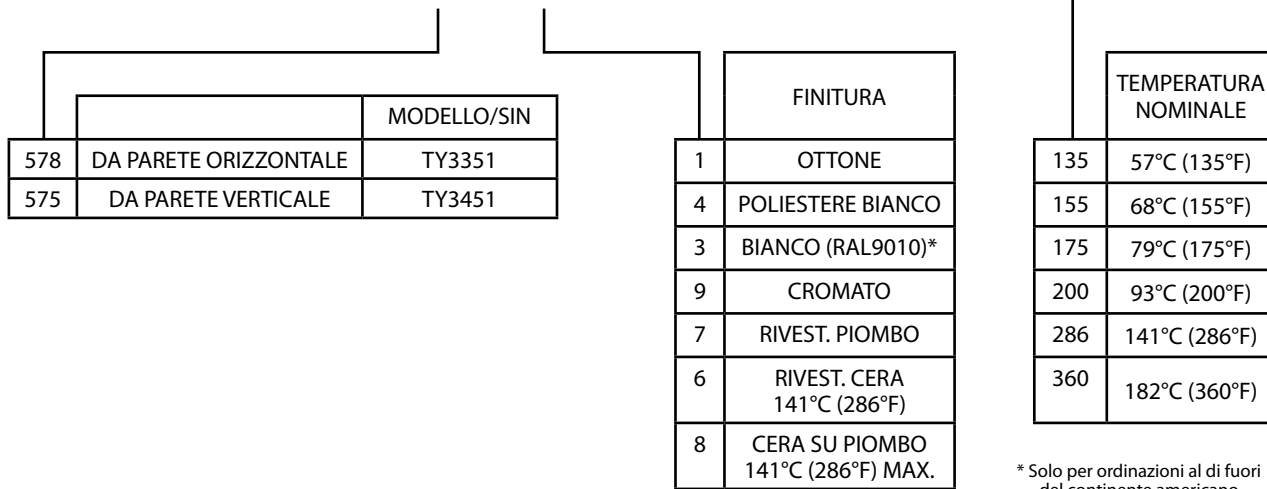 MODELLO/SIN
578 DA PARETE ORIZZONTALE TY3351
575 DA PARETE VERTICALE TY3451
FINITURA
1 OTTONE
4 POLIESTERE BIANCO
3 BIANCO (RAL9010)*
9 CROMATO
7 RIVEST. PIOMBO
6 RIVEST. CERA
141°C (286°F)
8 CERA SU PIOMBO
141°C (286°F) MAX.
TEMPERATURA
NOMINALE
135 57°C (135°F)
155 68°C (155°F)
175 79°C (175°F)
200 93°C (200°F)
286 141°C (286°F)
360 182°C (360°F)
* Solo per ordinazioni al di fuori
del continente americano